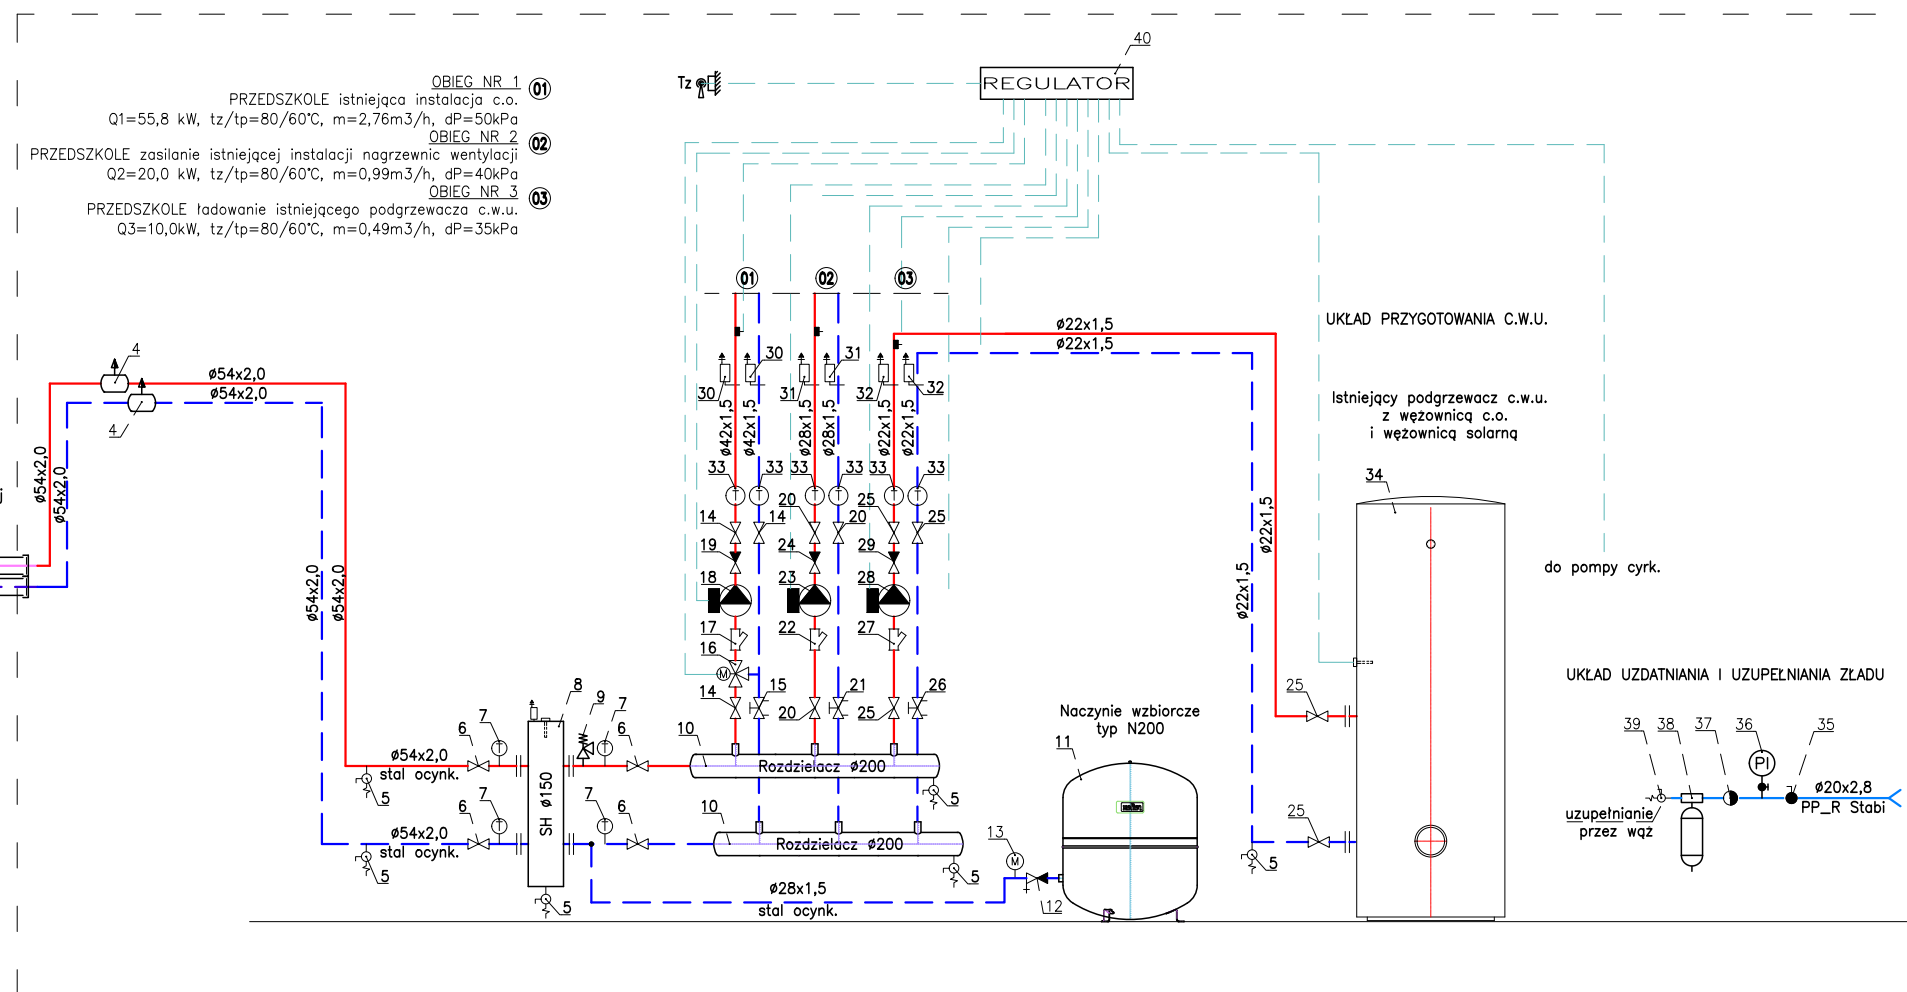 40
REGULATOR
Tz
OBIEG NR 1
01
PRZEDSZKOLE istniejąca instalacja c.o.
Q1=55,8 kW, tz/tp=80/60°C, m=2,76m3/h, dP=50kPa
OBIEG NR 2
02
PRZEDSZKOLE zasilanie istniejącej instalacji nagrzewnic wentylacji
Q2=20,0 kW, tz/tp=80/60°C, m=0,99m3/h, dP=40kPa
OBIEG NR 3
03
PRZEDSZKOLE ładowanie istniejącego podgrzewacza c.w.u.
Q3=10,0kW, tz/tp=80/60°C, m=0,49m3/h, dP=35kPa
01 02 03
ø22x1,5
ø22x1,5
UKŁAD PRZYGOTOWANIA C.W.U.
4
ø54x2,0
ø54x2,0
4
30 31
30 31 32 32
Istniejący podgrzewacz c.w.u.
z wężownicą c.o.
i wężownicą solarną
ø42x1,5 ø42x1,5 ø28x1,5 ø28x1,5 ø22x1,5 ø22x1,5
ø54x2,0
ø54x2,0
33 33 33 33 33 33
T T T T T T
34
20 25
14 14 20 25
19 24 29
18 23 28
17 22 27
16
M
14 15 20 21 25 26
ø22x1,5
ø22x1,5
ø54x2,0
ø54x2,0
do pompy cyrk.
UKŁAD UZDATNIANIA I UZUPEŁNIANIA ZŁADU
39 38 37 36 35
PI
ø20x2,8
PP_R Stabi
uzupełnianie
przez wąż
25
25
5
Naczynie wzbiorcze
typ N200
11
8
9
7
7
6
6
T T
10
Rozdzielacz ø200
ø54x2,0
stal ocynk.
5
5
SH ø150
7
7
6
6
T T
10
Rozdzielacz ø200
ø54x2,0
stal ocynk.
5
5
5
13
M
12
ø28x1,5
stal ocynk.